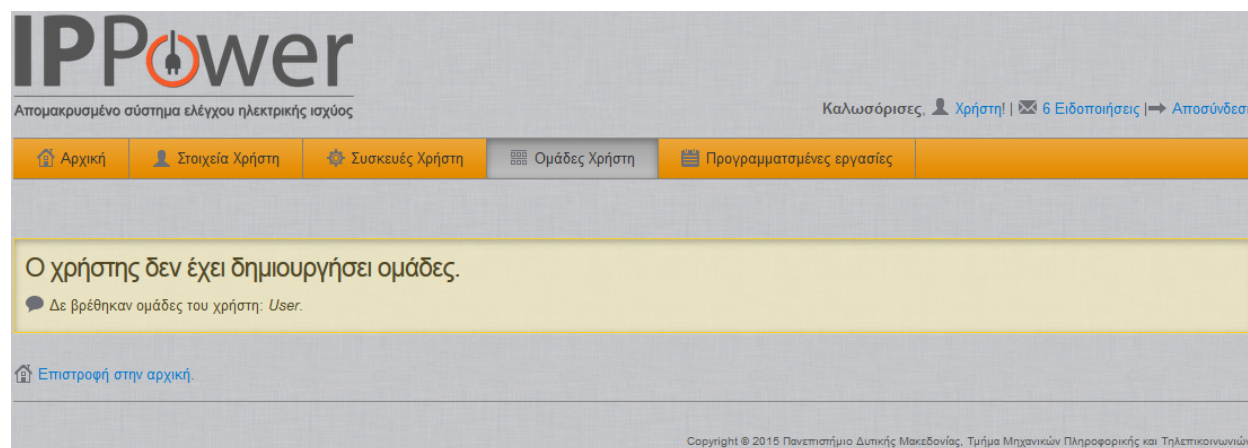 IPPower
Απομακρυσμένο σύστημα ελέγχου ηλεκτρικής ισχύος
Καλωσόρισες, Χρήστη! | 6 Ειδοποιήσεις | Αποσύνδεση
Αρχική Στοιχεία Χρήστη Συσκευές Χρήστη Ομάδες Χρήστη Προγραμματσμένες εργασίες
Ο χρήστης δεν έχει δημιουργήσει ομάδες.
Δε βρέθηκαν ομάδες του χρήστη: User.
Επιστροφή στην αρχική.
Copyright © 2015 Πανεπιστήμιο Δυτικής Μακεδονίας, Τμήμα Μηχανικών Πληροφορικής και Τηλεπικοινωνιών